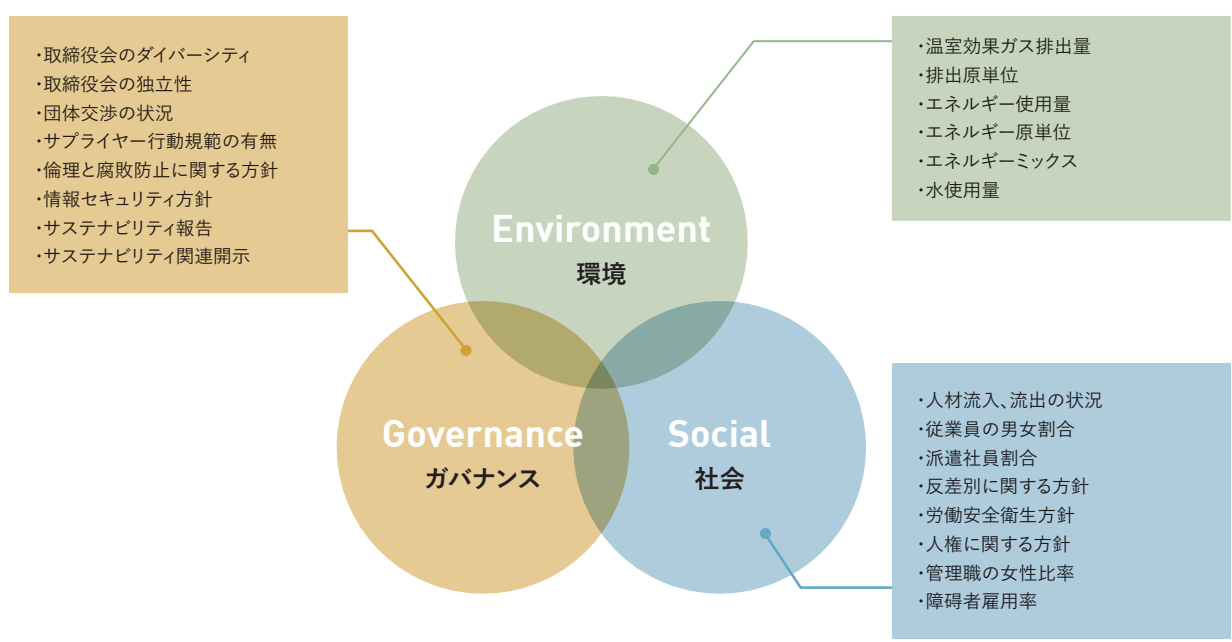 ・取締役会のダイバーシティ
・取締役会の独立性
・団体交渉の状況
・サプライヤー行動規範の有無
・倫理と腐敗防止に関する方針
・情報セキュリティ方針
・サステナビリティ報告
・サステナビリティ関連開示
・温室効果ガス排出量
・排出原単位
・エネルギー使用量
・エネルギー原単位
・エネルギーミックス
・水使用量
Environment
環境
Governance
ガバナンス
Social
社会
・人材流入、流出の状況
・従業員の男女割合
・派遣社員割合
・反差別に関する方針
・労働安全衛生方針
・人権に関する方針
・管理職の女性比率
・障碍者雇用率